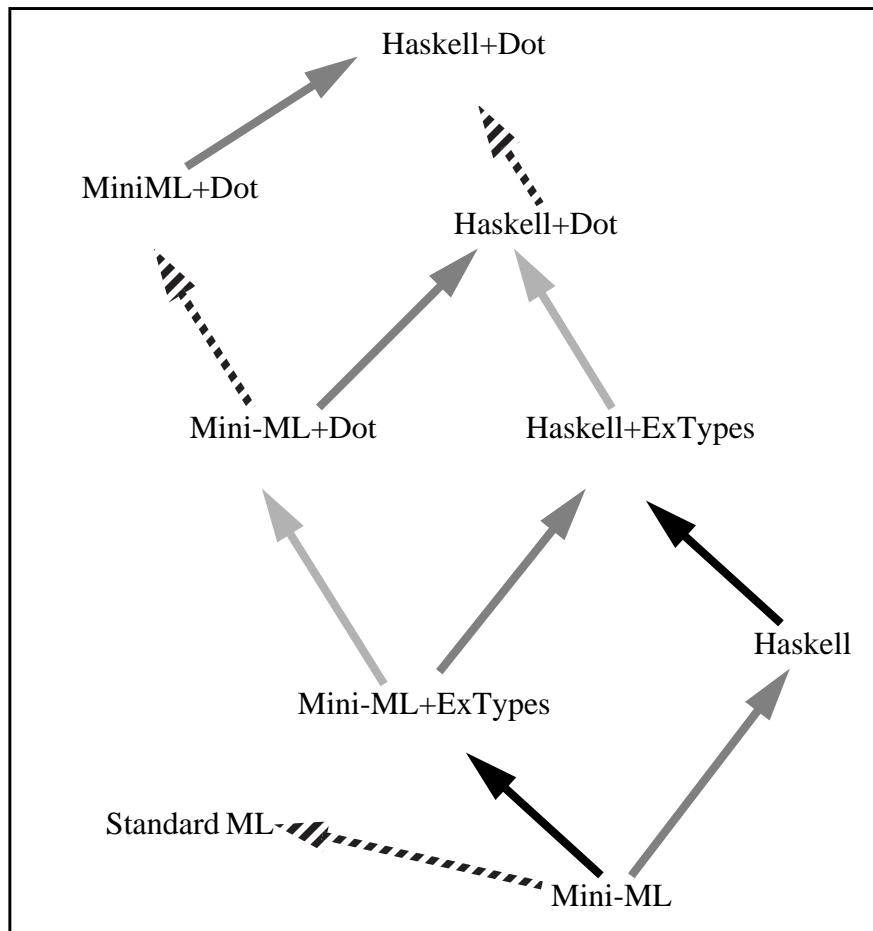 Haskell+Dot
MiniML+Dot
Haskell+Dot
Mini-ML+Dot
Haskell+ExTypes
Haskell
Mini-ML+ExTypes
Standard ML
Mini-ML